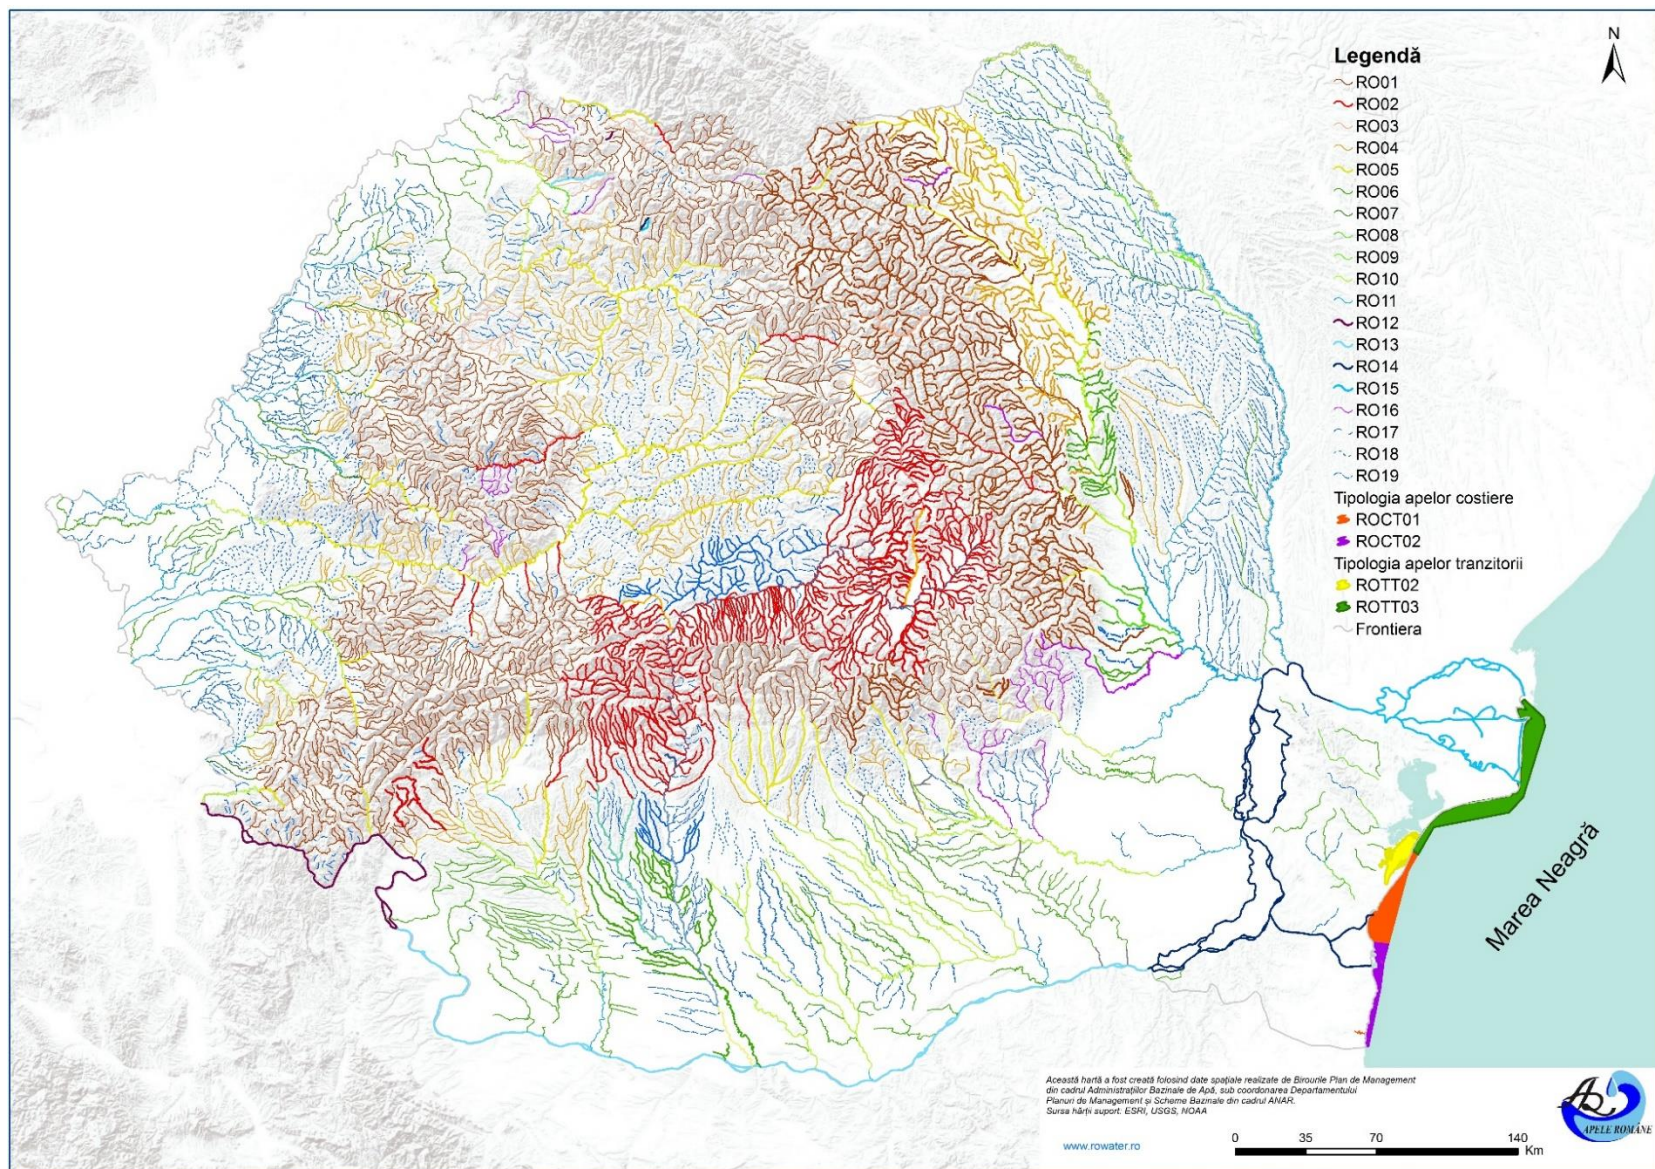 N
Legendă
RO01
RO02
RO03
RO04
RO05
RO06
RO07
RO08
RO09
RO10
RO11
RO12
RO13
RO14
RO15
RO16
RO17
RO18
RO19
Tipologia apelor costiere
ROCT01
ROCT02
Tipologia apelor tranzitorii
ROTT02
ROTT03
Frontiera
Marea Neagră
Această hartă a fost creată folosind date spațiale realizate de Birourile Plan de Management
din cadrul Administrațiilor Bazinale de Apă, sub coordonarea Departamentului
Planuri de Management și Scheme Bazinale din cadrul ANAR.
Sursa hărții suport: ESRI, USGS, NOAA
www.rowater.ro
0 35 70 140
Km
APELE ROMÂNE